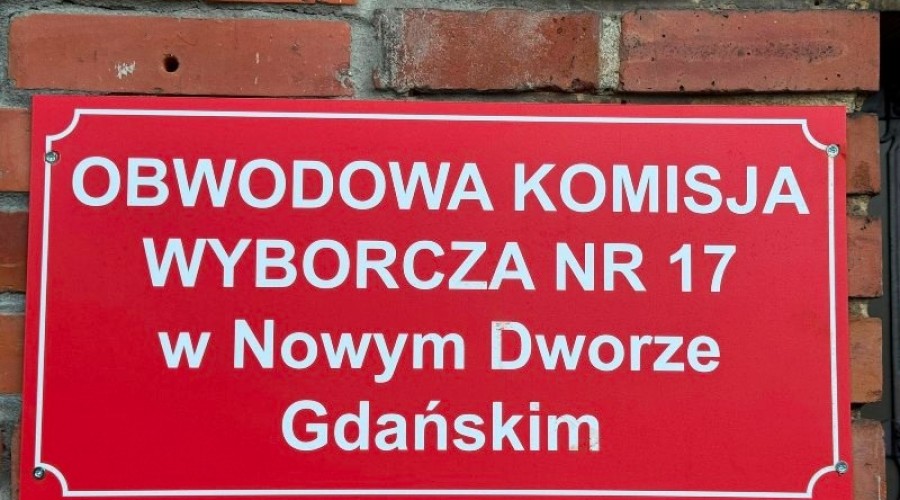 OBWODOWA KOMISJA
WYBORCZA NR 17
w Nowym Dworze
Gdańskim